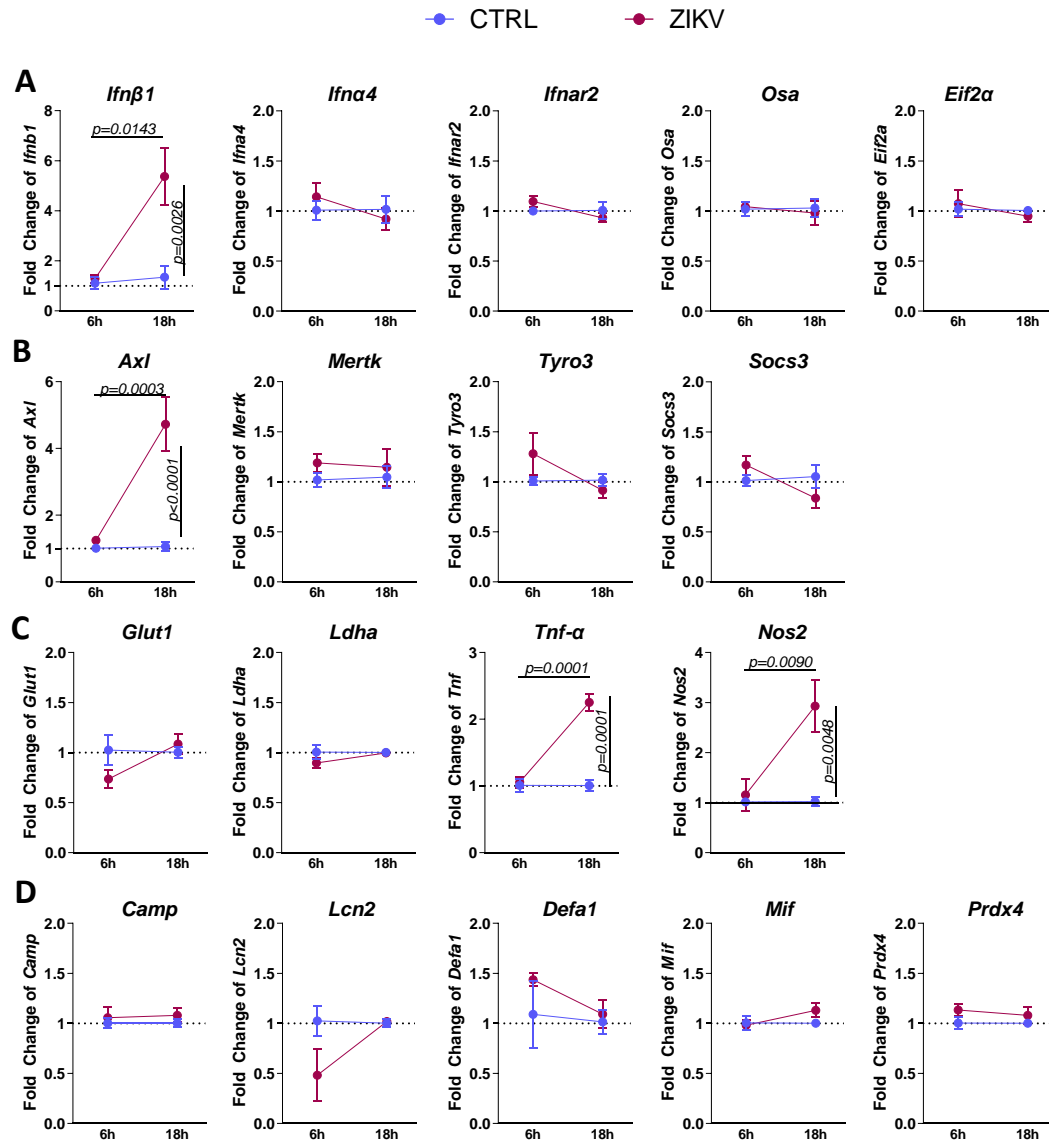 CTRL ZIKV
A
Ifnβ1 Ifnα4 Ifnar2 Osa Eif2α
Fold Change of Ifnb1
8
6
4
2
1
0
p=0.0143
p=0.0026
6h 18h
Fold Change of Ifna4
2.0
1.5
1
0.5
0.0
6h 18h
Fold Change of Ifnar2
2.0
1.5
1
0.5
0.0
6h 18h
Fold Change of Osa
2.0
1.5
1
0.5
0.0
6h 18h
Fold Change of Eif2a
2.0
1.5
1
0.5
0.0
6h 18h
B
Axl Mertk Tyro3 Socs3
Fold Change of Axl
6
4
2
1
0
p=0.0003
p<0.0001
6h 18h
Fold Change of Mertk
2.0
1.5
1
0.5
0.0
6h 18h
Fold Change of Tyro3
2.0
1.5
1
0.5
0.0
6h 18h
Fold Change of Socs3
2.0
1.5
1
0.5
0.0
6h 18h
C
Glut1 Ldha Tnf-α Nos2
Fold Change of Glut1
2.0
1.5
1
0.5
0.0
6h 18h
Fold Change of Ldha
2.0
1.5
1
0.5
0.0
6h 18h
Fold Change of Tnf
3
2
1
0
p=0.0001
p=0.0001
6h 18h
Fold Change of Nos2
4
3
2
1
0
p=0.0090
p=0.0048
6h 18h
D
Camp Lcn2 Defa1 Mif Prdx4
Fold Change of Camp
2.0
1.5
1
0.5
0.0
6h 18h
Fold Change of Lcn2
2.0
1.5
1
0.5
0.0
6h 18h
Fold Change of Defa1
2.0
1.5
1
0.5
0.0
6h 18h
Fold Change of Mif
2.0
1.5
1
0.5
0.0
6h 18h
Fold Change of Prdx4
2.0
1.5
1
0.5
0.0
6h 18h